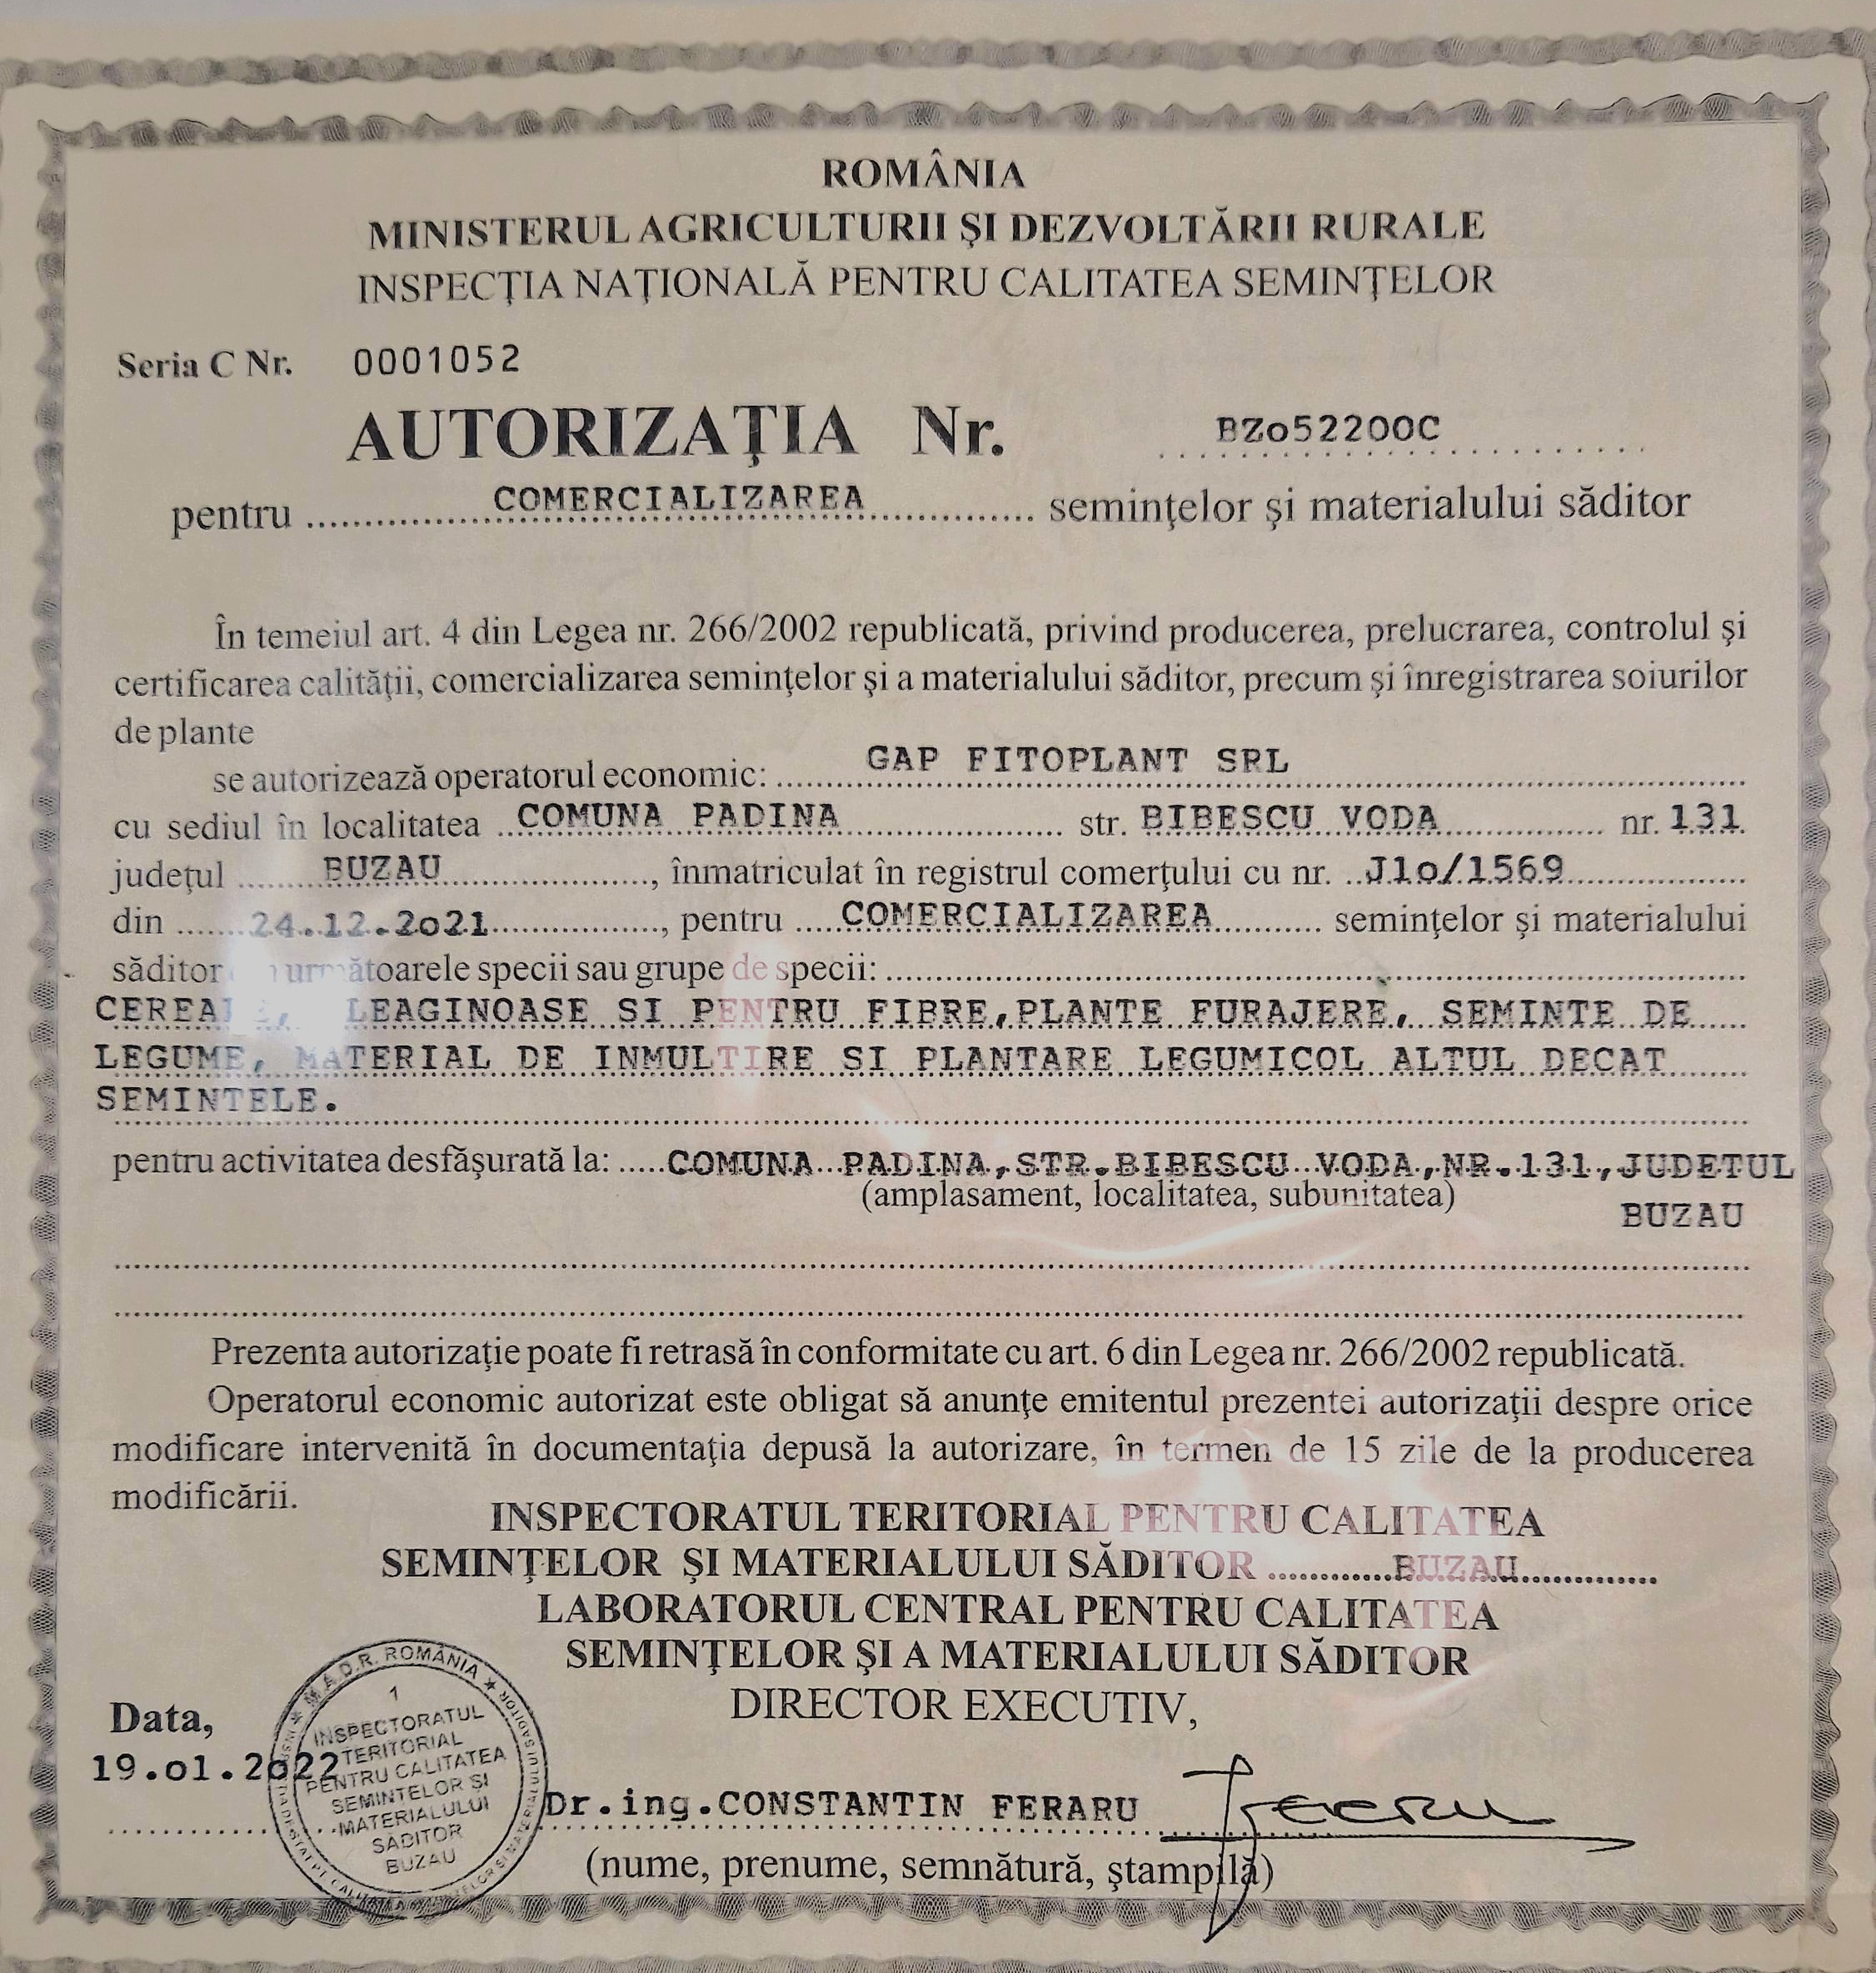 ROMÂNIA
MINISTERUL AGRICULTURII ŞI DEZVOLTĂRII RURALE
INSPECŢIA NAŢIONALĂ PENTRU CALITATEA SEMINŢELOR
Seria C Nr. 0001052
AUTORIZAŢIA Nr. BZo52200C
pentru COMERCIALIZAREA seminţelor şi materialului săditor
În temeiul art. 4 din Legea nr. 266/2002 republicată, privind producerea, prelucrarea, controlul şi
certificarea calităţii, comercializarea seminţelor şi a materialului săditor, precum şi înregistrarea soiurilor
de plante
se autorizează operatorul economic: GAP FITOPLANT SRL
cu sediul în localitatea COMUNA PADINA str. BIBESCU VODA nr. 131
judeţul BUZAU, înmatriculat în registrul comerţului cu nr. J1o/1569
din 24.12.2o21, pentru COMERCIALIZAREA seminţelor şi materialului
săditor următoarele specii sau grupe de specii:
LEAGINOASE SI PENTRU FIBRE,PLANTE FURAJERE, SEMINTE DE
LEGUME, MATERIAL DE INMULTIRE SI PLANTARE LEGUMICOL ALTUL DECAT
SEMINTELE.
pentru activitatea desfăşurată la: COMUNA PADINA,STR.BIBESCU VODA,NR.131,JUDETUL
(amplasament, localitatea, subunitatea)
BUZAU
Prezenta autorizaţie poate fi retrasă în conformitate cu art. 6 din Legea nr. 266/2002 republicată.
Operatorul economic autorizat este obligat să anunţe emitentul prezentei autorizaţii despre orice
modificare intervenită în documentaţia depusă la autorizare, în termen de 15 zile de la producerea
modificării.
INSPECTORATUL TERITORIAL PENTRU CALITATEA
SEMINŢELOR ŞI MATERIALULUI SĂDITOR BUZAU
LABORATORUL CENTRAL PENTRU CALITATEA
SEMINŢELOR ŞI A MATERIALULUI SĂDITOR
DIRECTOR EXECUTIV,
Data,
19.o1.2o22
M.A.D.R. ROMÂNIA
1
INSPECTORATUL
TERITORIAL
PENTRU CALITATEA
SEMINTELOR SI
MATERIALULUI
SĂDITOR
BUZAU
Dr.ing.CONSTANTIN FERARU
(nume, prenume, semnătură, ştampilă)